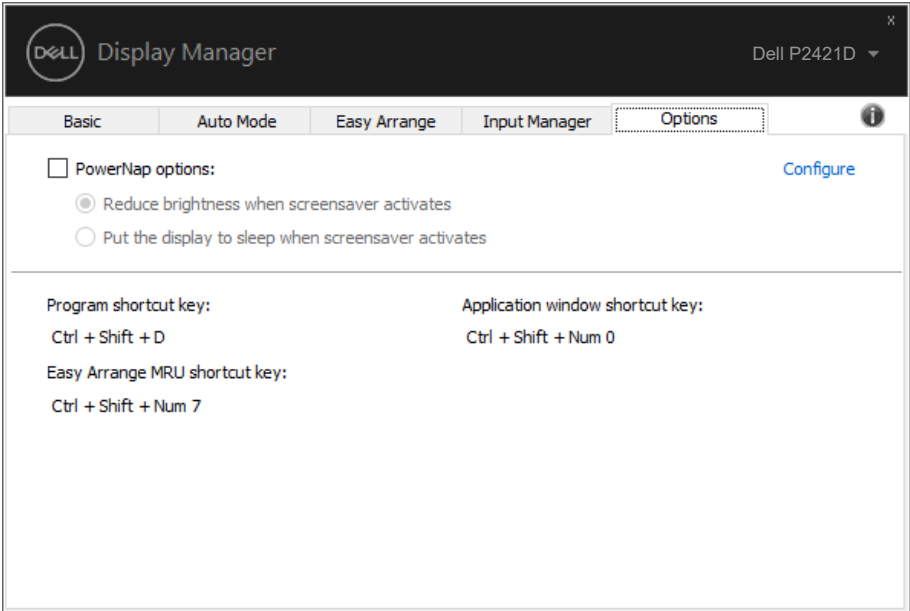 x
DELL Display Manager
Dell P2421D
Basic Auto Mode Easy Arrange Input Manager Options
PowerNap options: Configure
Reduce brightness when screensaver activates
Put the display to sleep when screensaver activates
Program shortcut key: Application window shortcut key:
Ctrl + Shift + D Ctrl + Shift + Num 0
Easy Arrange MRU shortcut key:
Ctrl + Shift + Num 7